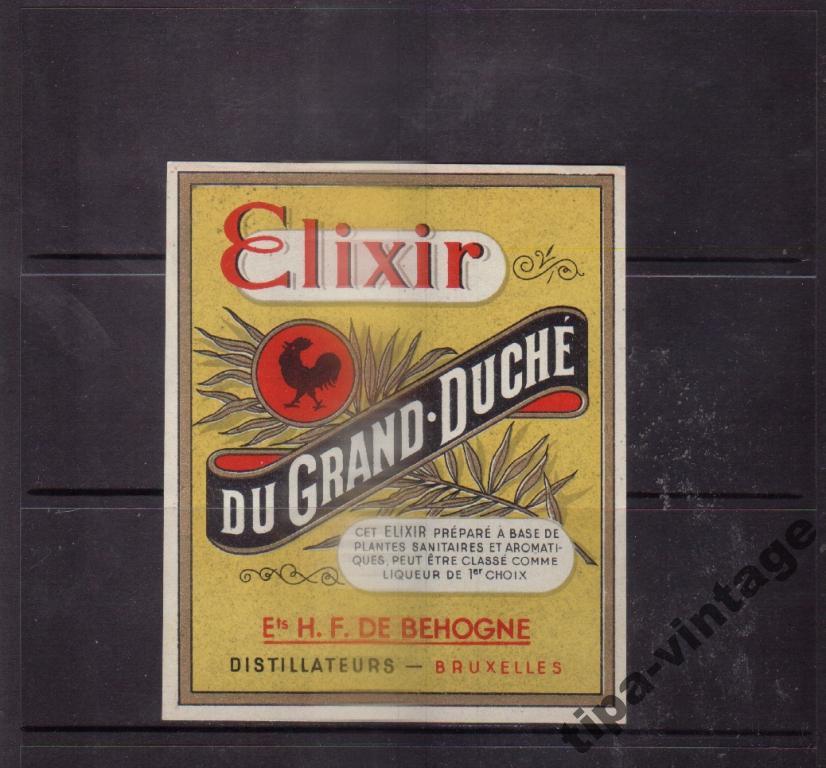 Elixir
DU GRAND·DUCHÉ
CET ELIXIR PRÉPARÉ À BASE DE
PLANTES SANITAIRES ET AROMATI-
QUES, PEUT ÊTRE CLASSÉ COMME
LIQUEUR DE 1er CHOIX
Ets H. F. DE BEHOGNE
DISTILLATEURS — BRUXELLES
tipa-vintage